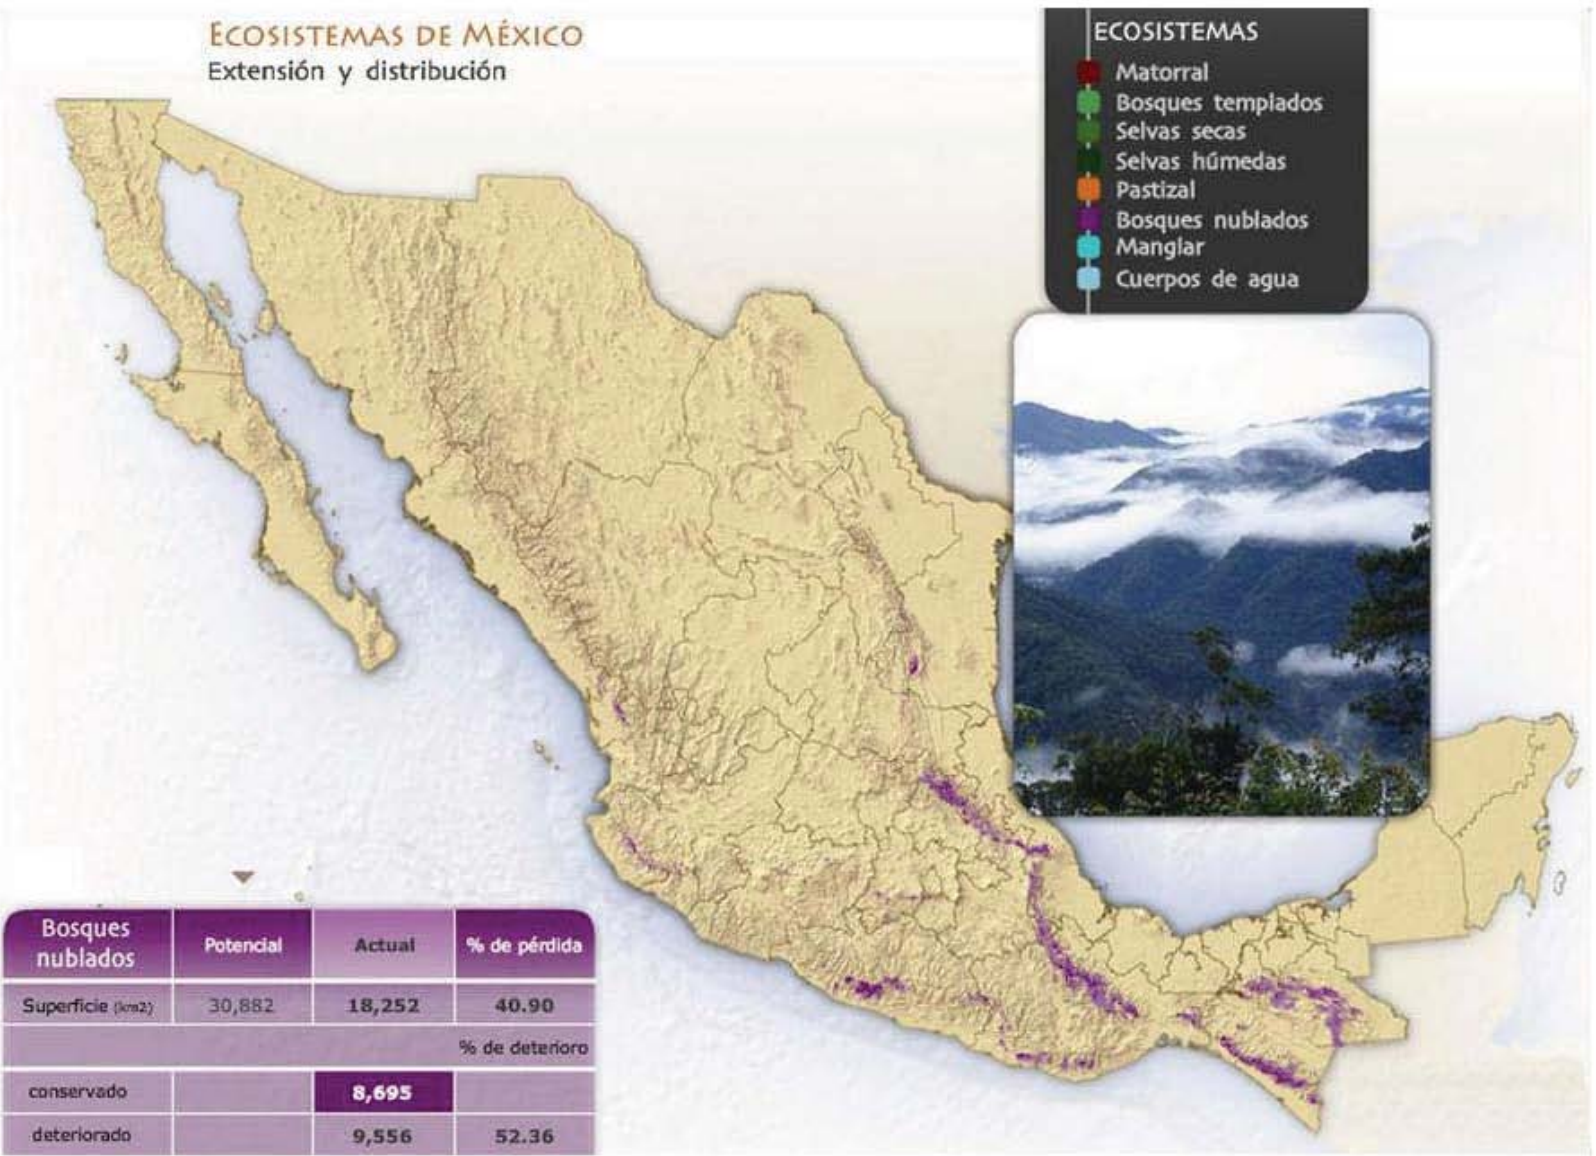 ECOSISTEMAS DE MÉXICO
Extensión y distribución
ECOSISTEMAS
Matorral
Bosques templados
Selvas secas
Selvas húmedas
Pastizal
Bosques nublados
Manglar
Cuerpos de agua
Bosques nublados Potencial Actual % de pérdida
Superficie (km2) 30,882 18,252 40.90
% de deterioro
conservado 8,695
deteriorado 9,556 52.36